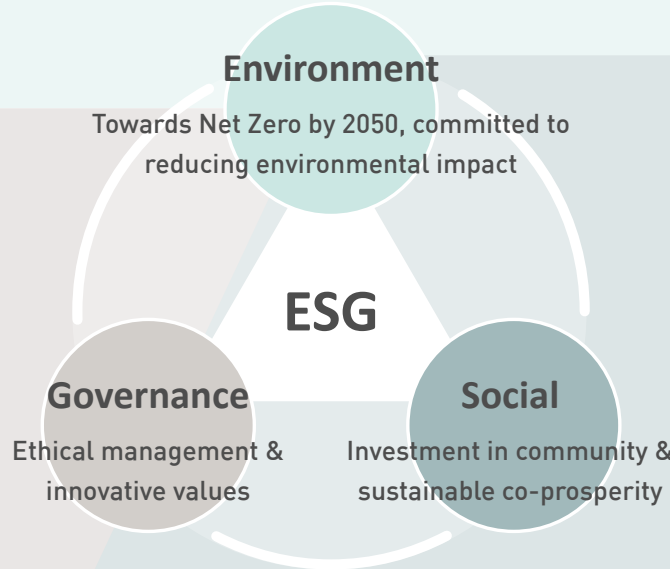 Environment
Towards Net Zero by 2050, committed to
reducing environmental impact
ESG
Governance
Ethical management &
innovative values
Social
Investment in community &
sustainable co-prosperity